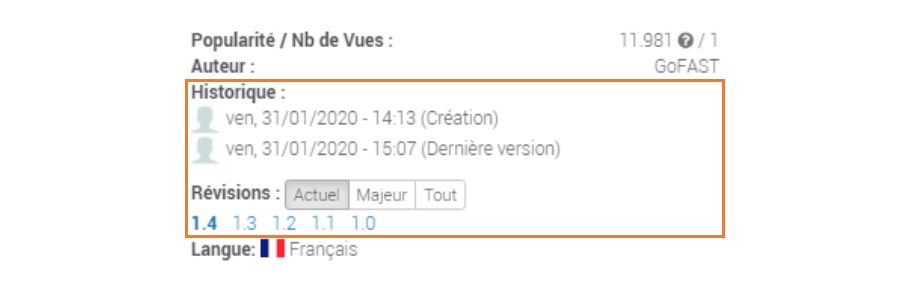 Popularité / Nb de Vues : 11.981 ? / 1
Auteur : GoFAST
Historique :
ven, 31/01/2020 - 14:13 (Création)
ven, 31/01/2020 - 15:07 (Dernière version)
Révisions : Actuel Majeur Tout
1.4 1.3 1.2 1.1 1.0
Langue: Français